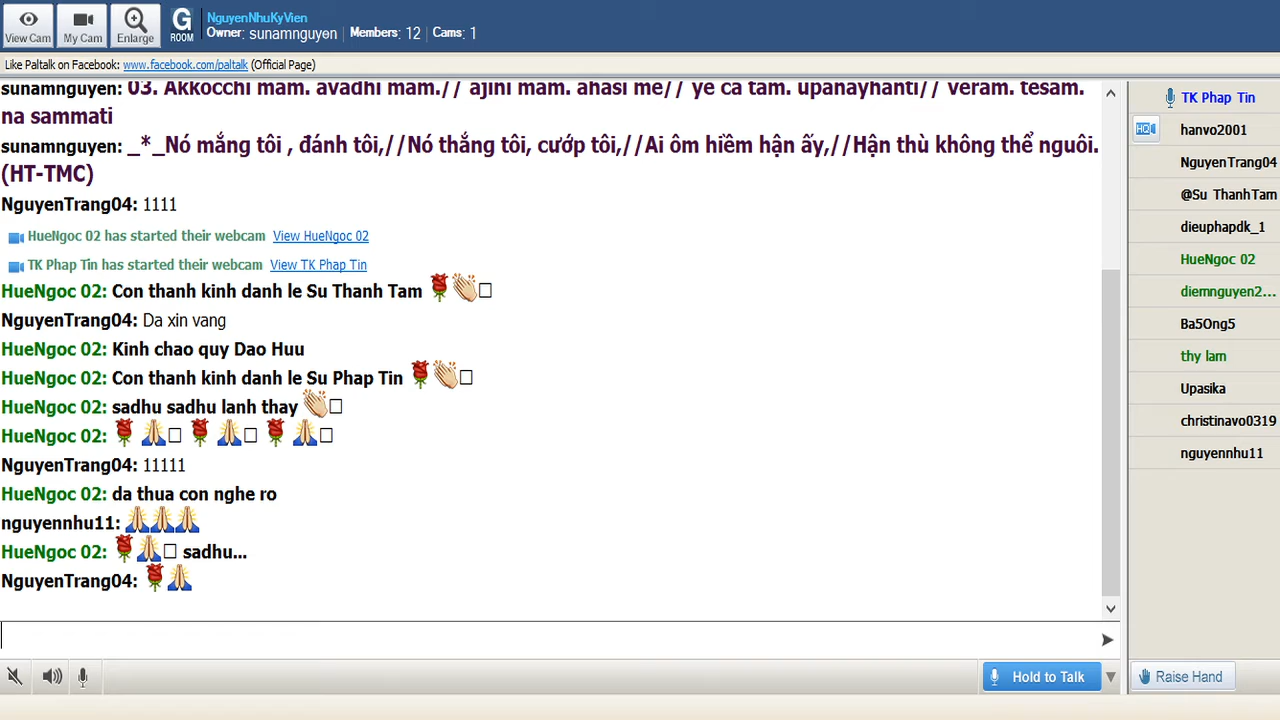 View Cam
My Cam
Enlarge
G
ROOM
NguyenNhuKyVien
Owner: sunamnguyen | Members: 12 | Cams: 1
Like Paltalk on Facebook: www.facebook.com/paltalk (Official Page)
sunamnguyen: 03. Akkocchi mam. avadhi mam.// ajini mam. ahasi me// ye ca tam. upanayhanti// veram. tesam.
na sammati
sunamnguyen: _*_Nó mắng tôi , đánh tôi,//Nó thắng tôi, cướp tôi,//Ai ôm hiềm hận ấy,//Hận thù không thể nguôi.
(HT-TMC)
NguyenTrang04: 1111
HueNgoc 02 has started their webcam View HueNgoc 02
TK Phap Tin has started their webcam View TK Phap Tin
HueNgoc 02: Con thanh kinh danh le Su Thanh Tam 🌹👏□
NguyenTrang04: Da xin vang
HueNgoc 02: Kinh chao quy Dao Huu
HueNgoc 02: Con thanh kinh danh le Su Phap Tin 🌹👏□
HueNgoc 02: sadhu sadhu lanh thay 👏□
HueNgoc 02: 🌹🙏□ 🌹🙏□ 🌹🙏□
NguyenTrang04: 11111
HueNgoc 02: da thua con nghe ro
nguyennhu11: 🙏🙏🙏
HueNgoc 02: 🌹🙏□ sadhu...
NguyenTrang04: 🌹🙏
Hold to Talk
TK Phap Tin
HQ
hanvo2001
NguyenTrang04
@Su ThanhTam
dieuphapdk_1
HueNgoc 02
diemnguyen2...
Ba5Ong5
thy lam
Upasika
christinavo0319
nguyennhu11
Raise Hand